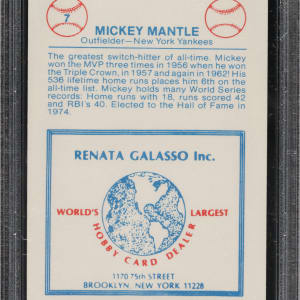 7
MICKEY MANTLE
Outfielder—New York Yankees
The greatest switch-hitter of all-time. Mickey
won the MVP three times in 1956 when he won
the Triple Crown, in 1957 and again in 1962! His
536 lifetime home runs places him 6th on the
all-time list. Mickey holds many World Series
records: Home runs with 18, runs scored 42
and RBI's 40. Elected to the Hall of Fame in
1974.
RENATA GALASSO Inc.
WORLD'S LARGEST
HOBBY CARD DEALER
1170 75th STREET
BROOKLYN, NEW YORK 11228